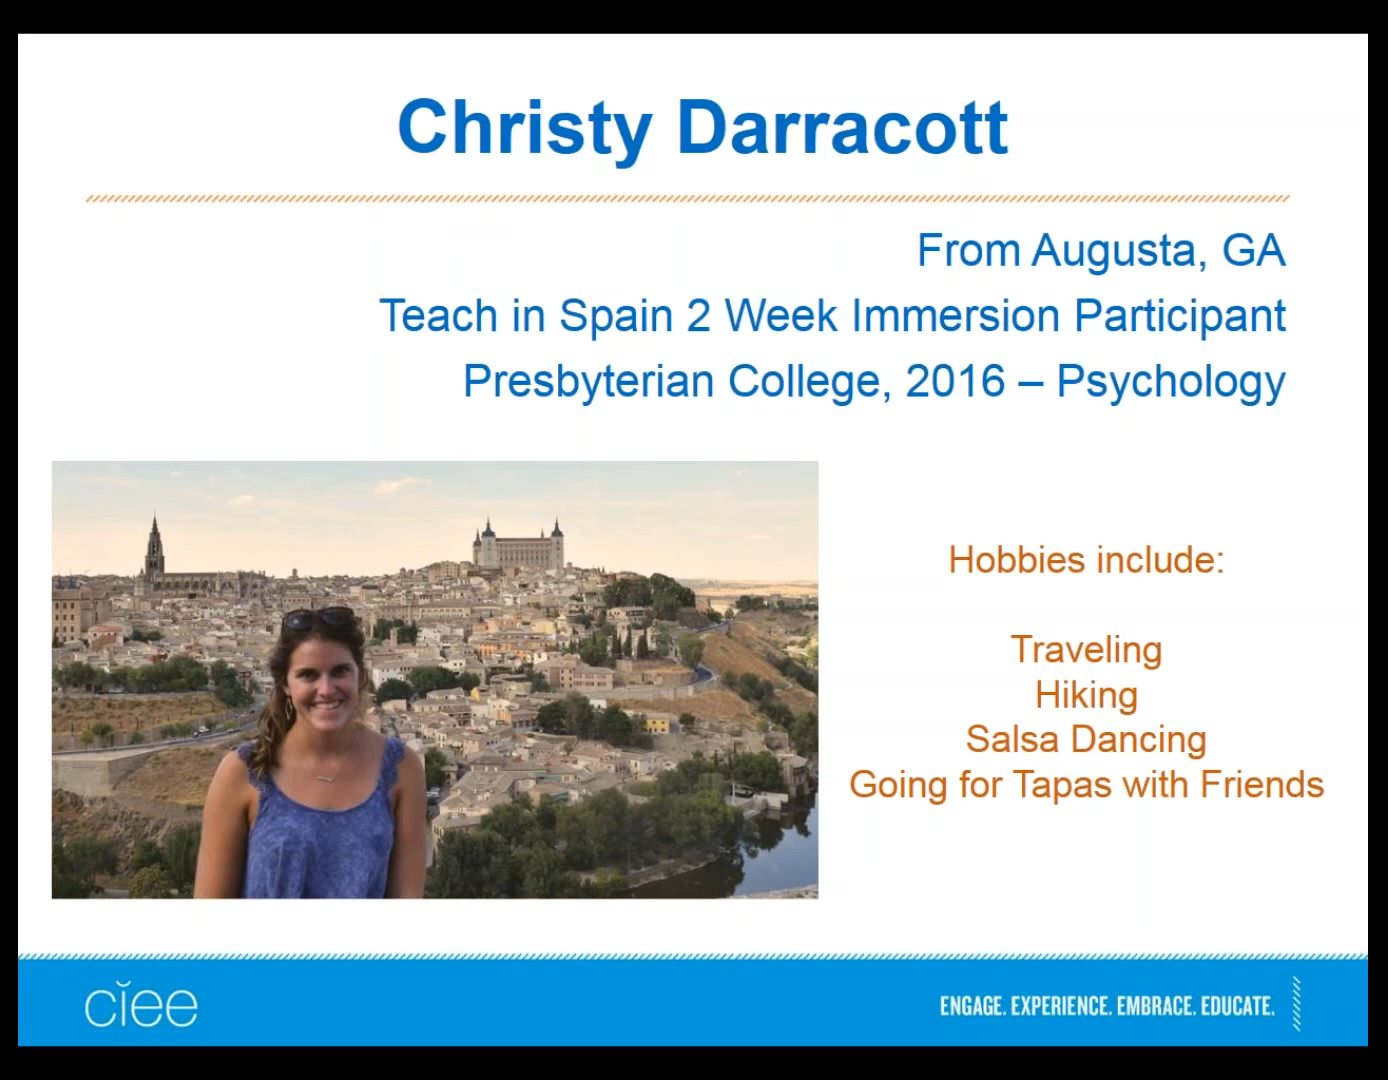 Christy Darracott
From Augusta, GA
Teach in Spain 2 Week Immersion Participant
Presbyterian College, 2016 – Psychology
Hobbies include:
Traveling
Hiking
Salsa Dancing
Going for Tapas with Friends
ciee
ENGAGE. EXPERIENCE. EMBRACE. EDUCATE.